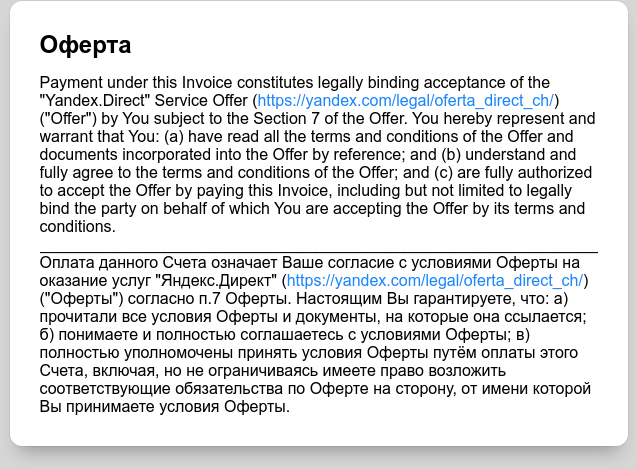 Оферта
Payment under this Invoice constitutes legally binding acceptance of the
"Yandex.Direct" Service Offer (https://yandex.com/legal/oferta_direct_ch/)
("Offer") by You subject to the Section 7 of the Offer. You hereby represent and
warrant that You: (a) have read all the terms and conditions of the Offer and
documents incorporated into the Offer by reference; and (b) understand and
fully agree to the terms and conditions of the Offer; and (c) are fully authorized
to accept the Offer by paying this Invoice, including but not limited to legally
bind the party on behalf of which You are accepting the Offer by its terms and
conditions.
Оплата данного Счета означает Ваше согласие с условиями Оферты на
оказание услуг "Яндекс.Директ" (https://yandex.com/legal/oferta_direct_ch/)
("Оферты") согласно п.7 Оферты. Настоящим Вы гарантируете, что: а)
прочитали все условия Оферты и документы, на которые она ссылается;
б) понимаете и полностью соглашаетесь с условиями Оферты; в)
полностью уполномочены принять условия Оферты путём оплаты этого
Счета, включая, но не ограничиваясь имеете право возложить
соответствующие обязательства по Оферте на сторону, от имени которой
Вы принимаете условия Оферты.